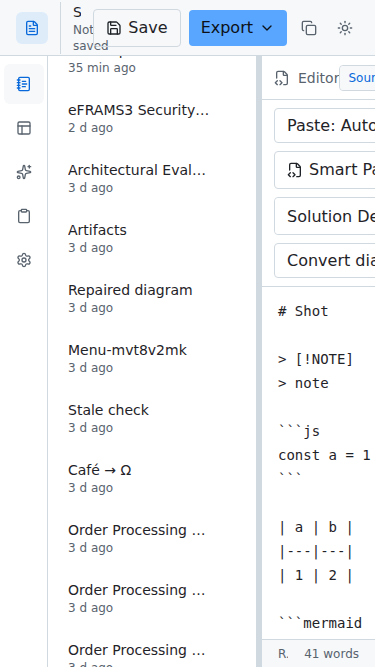 S
Not
saved
Save
Export
35 min ago
eFRAMS3 Security…
2 d ago
Architectural Eval…
3 d ago
Artifacts
3 d ago
Repaired diagram
3 d ago
Menu-mvt8v2mk
3 d ago
Stale check
3 d ago
Café → Ω
3 d ago
Order Processing …
3 d ago
Order Processing …
3 d ago
Order Processing …
3 d ago
Editor
Sour
Paste: Auto
Smart Pa
Solution De
Convert dia
# Shot
> [!NOTE]
> note
```js
const a = 1
```
| a | b |
|---|---|
| 1 | 2 |
```mermaid
R.
41 words